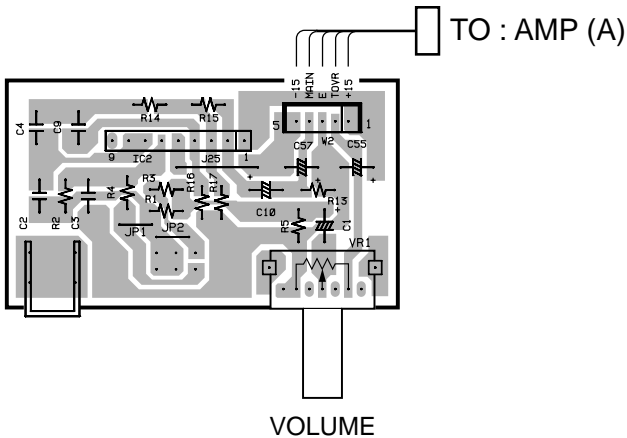 TO : AMP (A)
-15
MAIN
E
TOVR
+15
C4
C9
R14
R15
5
1
W2
C57
C55
9
IC2
J25
1
C2
R2
C3
R4
R3
R1
R16
R17
C10
R13
JP1
JP2
R5
C1
VR1
VOLUME